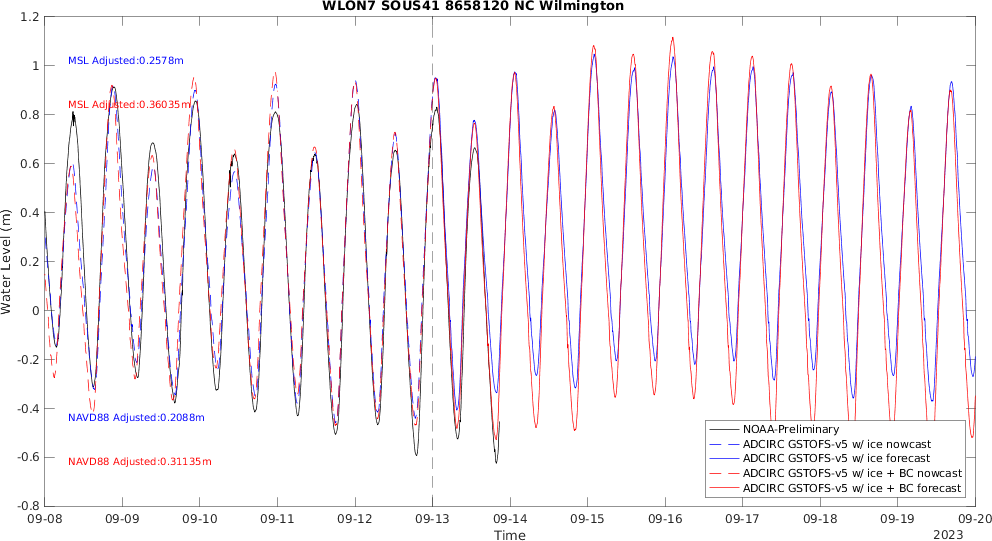 WLON7 SOUS41 8658120 NC Wilmington
1.2
1
0.8
0.6
0.4
0.2
0
-0.2
-0.4
-0.6
-0.8
Water Level (m)
MSL Adjusted:0.2578m
MSL Adjusted:0.36035m
NAVD88 Adjusted:0.2088m
NAVD88 Adjusted:0.31135m
NOAA-Preliminary
ADCIRC GSTOFS-v5 w/ ice nowcast
ADCIRC GSTOFS-v5 w/ ice forecast
ADCIRC GSTOFS-v5 w/ ice + BC nowcast
ADCIRC GSTOFS-v5 w/ ice + BC forecast
09-08 09-09 09-10 09-11 09-12 09-13 09-14 09-15 09-16 09-17 09-18 09-19 09-20
Time
2023